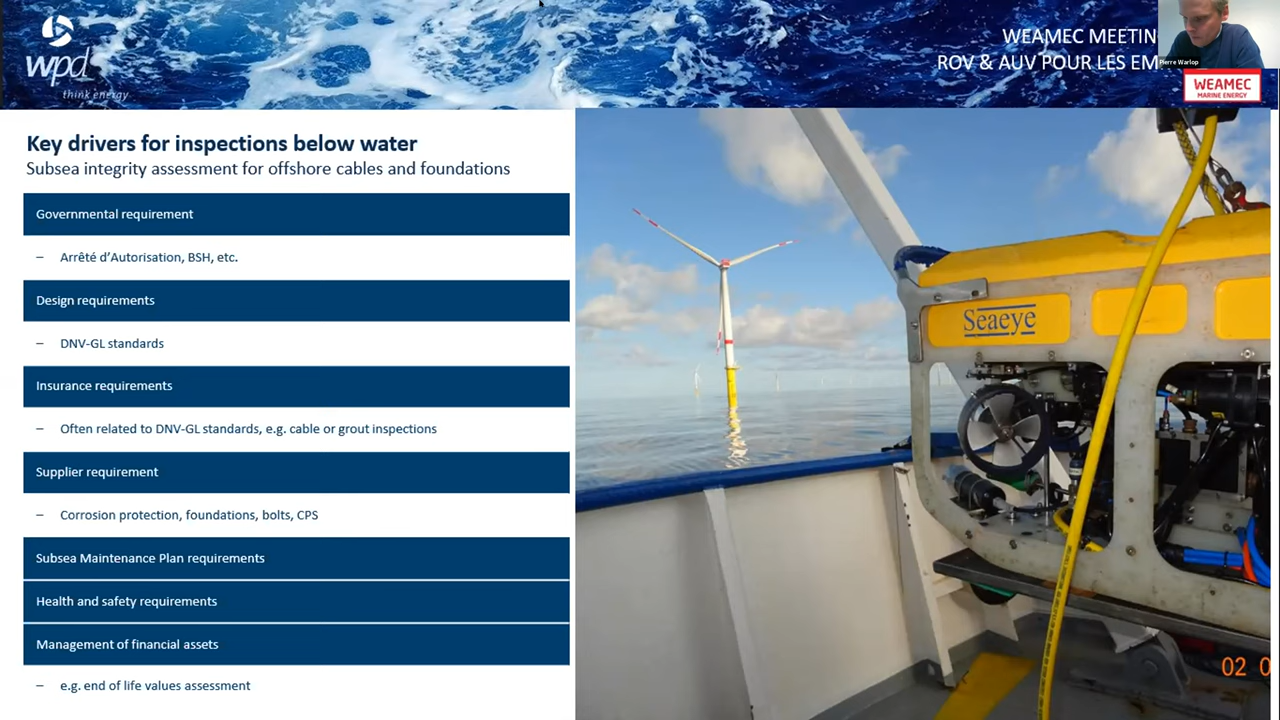 wpd
think energy
WEAMEC MEETIN
ROV & AUV POUR LES EM
Pierre Warlop
WEAMEC
MARINE ENERGY
Key drivers for inspections below water
Subsea integrity assessment for offshore cables and foundations
Governmental requirement
– Arrêté d'Autorisation, BSH, etc.
Design requirements
– DNV-GL standards
Insurance requirements
– Often related to DNV-GL standards, e.g. cable or grout inspections
Supplier requirement
– Corrosion protection, foundations, bolts, CPS
Subsea Maintenance Plan requirements
Health and safety requirements
Management of financial assets
– e.g. end of life values assessment
Seaeye
02 0